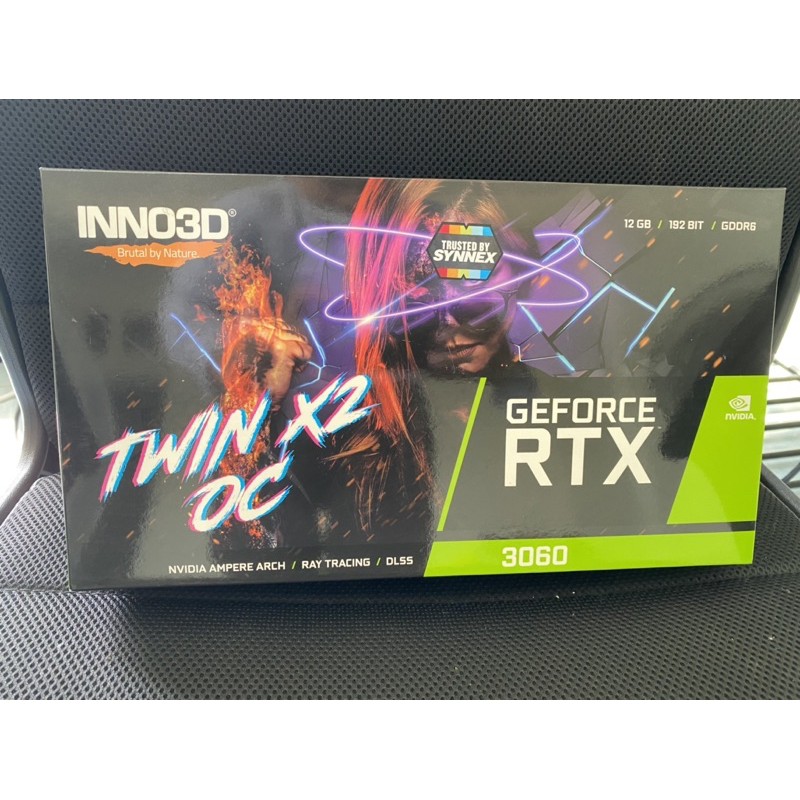 INNO3D®
Brutal by Nature.
TRUSTED BY
SYNNEX
12 GB / 192 BIT / GDDR6
TWIN X2
OC
GEFORCE
RTX
NVIDIA.
3060
NVIDIA AMPERE ARCH / RAY TRACING / DLSS